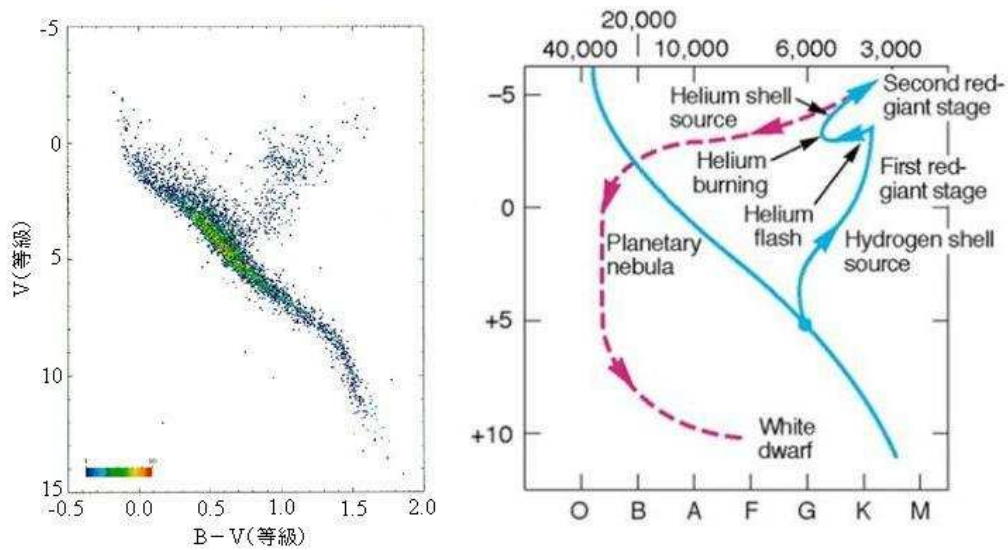 -5
0
5
10
15
V(等級)
-0.5
0.0
0.5
1.0
1.5
2.0
B-V(等級)
20,000
40,000
10,000
6,000
3,000
-5
0
+5
+10
Helium shell
source
Second red-
giant stage
Helium
burning
First red-
giant stage
Helium
flash
Planetary
nebula
Hydrogen shell
source
White
dwarf
O
B
A
F
G
K
M